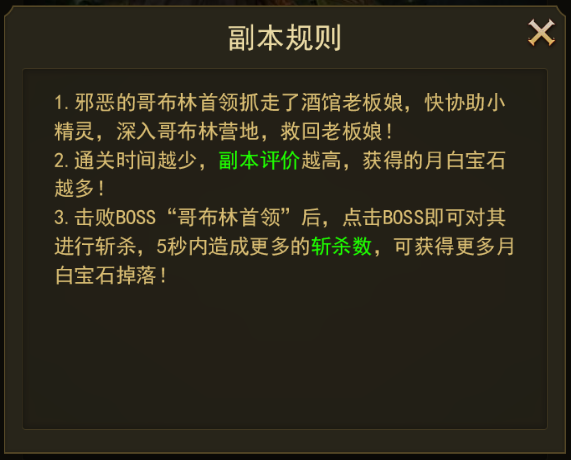 副本规则
1.邪恶的哥布林首领抓走了酒馆老板娘，快协助小
精灵，深入哥布林营地，救回老板娘！
2.通关时间越少，副本评价越高，获得的月白宝石
越多！
3.击败BOSS“哥布林首领”后，点击BOSS即可对其
进行斩杀，5秒内造成更多的斩杀数，可获得更多月
白宝石掉落！